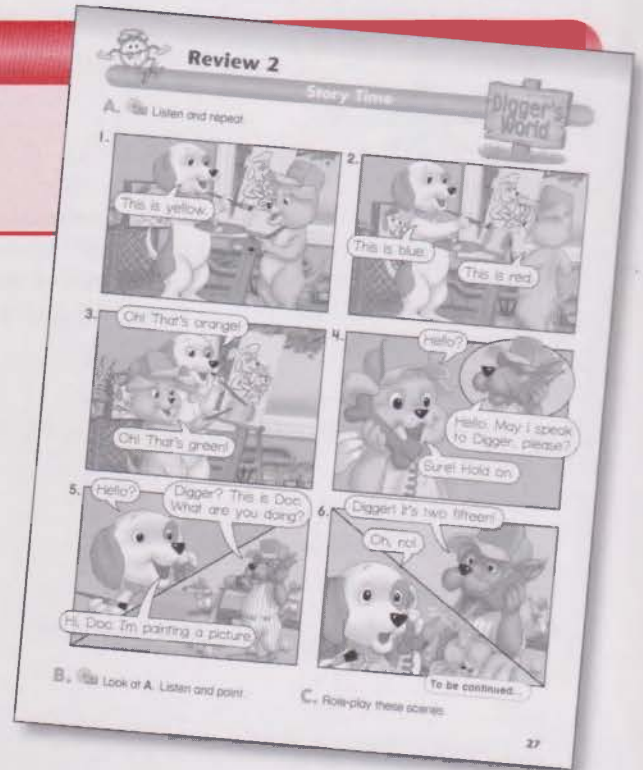 Review 2
Story Time
Digger's
World
A. Listen and repeat.
1.
This is yellow.
2.
This is blue.
This is red.
3.
Oh! That's orange!
Oh! That's green!
4.
Hello?
Hello. May I speak
to Digger, please?
Sure! Hold on.
5.
Hello?
Digger? This is Doc.
What are you doing?
Hi, Doc. I'm painting a picture.
6.
Digger! It's two fifteen!
Oh, no!
To be continued...
B. Look at A. Listen and point.
C. Role-play these scenes.
27